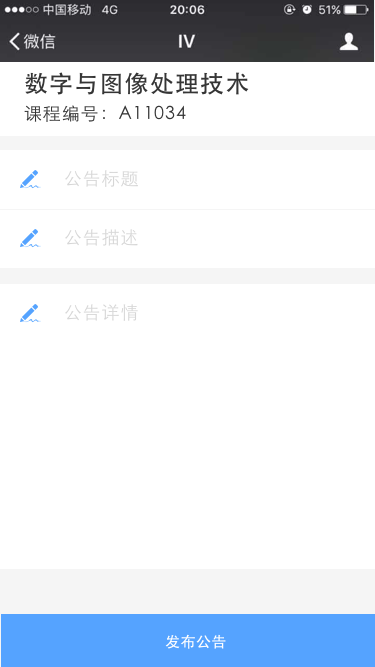 中国移动 4G 20:06 51%
微信 IV
数字与图像处理技术
课程编号：A11034
公告标题
公告描述
公告详情
发布公告